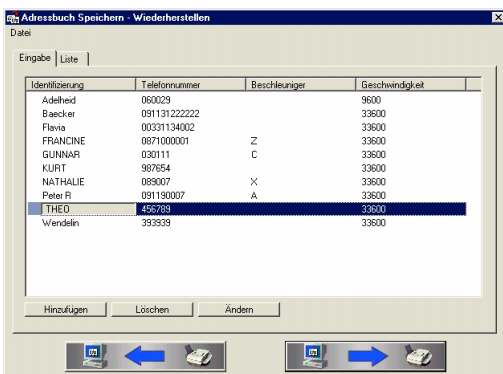 Adressbuch Speichern - Wiederherstellen
Datei
Eingabe Liste
Identifizierung Telefonnummer Beschleuniger Geschwindigkeit
Adelheid 060029 9600
Baecker 091131222222 33600
Flavia 00331134002 33600
FRANCINE 0871000001 Z 33600
GUNNAR 030111 C 33600
KURT 987654 33600
NATHALIE 089007 X 33600
Peter R 091190007 A 33600
THEO 456789 33600
Wendelin 393939 33600
Hinzufügen Löschen Ändern